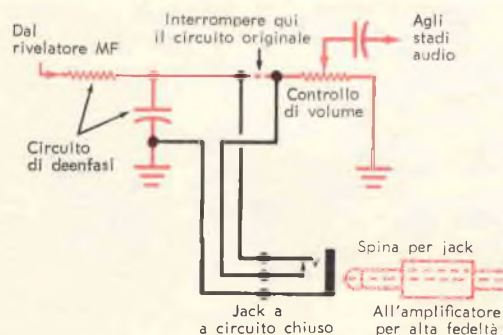 Dal
rivelatore MF
Interrompere qui
il circuito originale
Agli
stadi
audio
Circuito
di deenfasi
Controllo
di volume
Spina per jack
Jack a
a circuito chiuso
All'amplificatore
per alta fedeltà